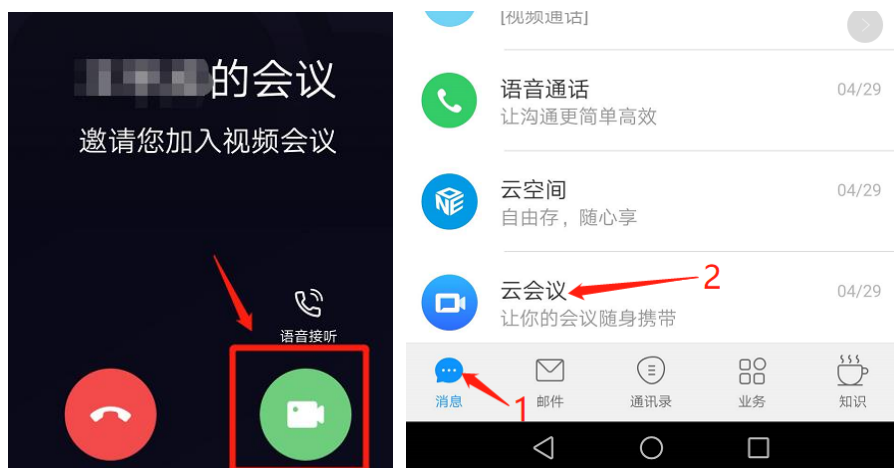 的会议
邀请您加入视频会议
语音接听
[视频通话]
语音通话
04/29
让沟通更简单高效
云空间
04/29
自由存，随心享
NE
云会议
2
04/29
让你的会议随身携带
1
消息
邮件
通讯录
业务
知识